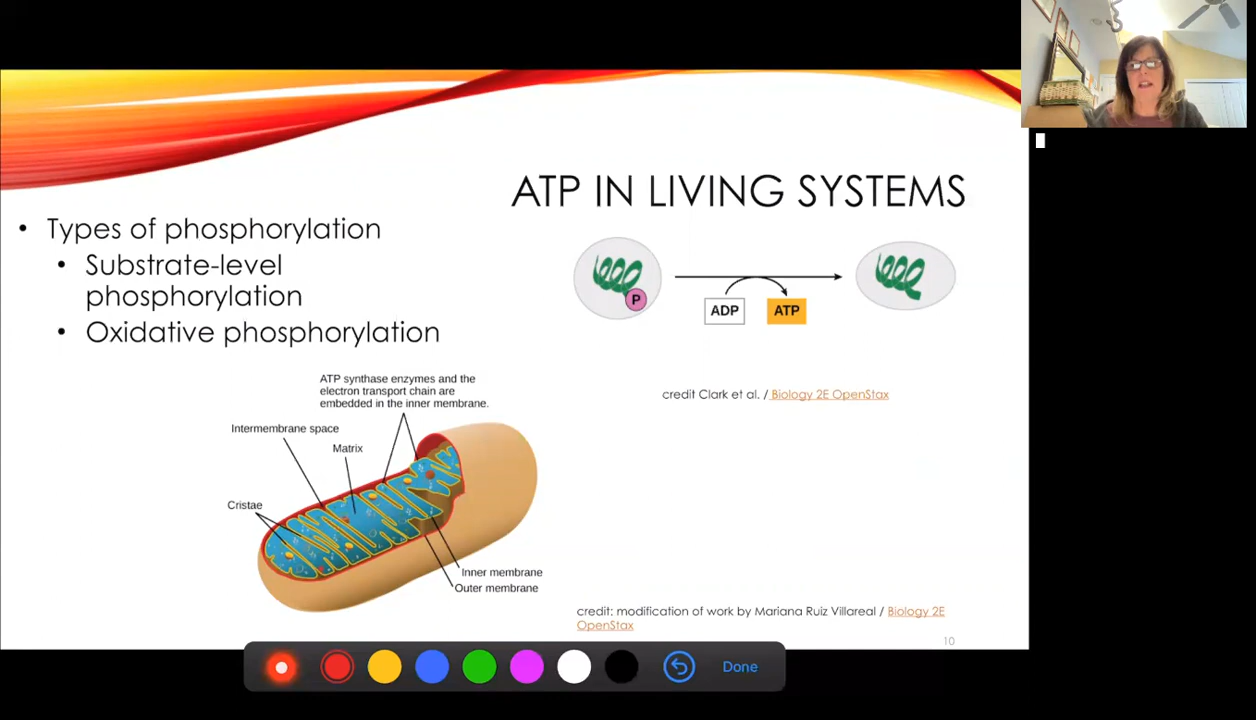 ATP IN LIVING SYSTEMS
• Types of phosphorylation
• Substrate-level
phosphorylation
• Oxidative phosphorylation
P
ADP
ATP
credit Clark et al. / Biology 2E OpenStax
ATP synthase enzymes and the
electron transport chain are
embedded in the inner membrane.
Intermembrane space
Matrix
Cristae
Inner membrane
Outer membrane
credit: modification of work by Mariana Ruiz Villareal / Biology 2E
OpenStax
10
Done